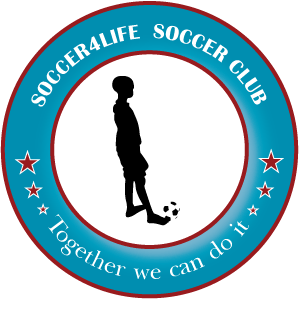 SOCCER4LIFE SOCCER CLUB
Together we can do it